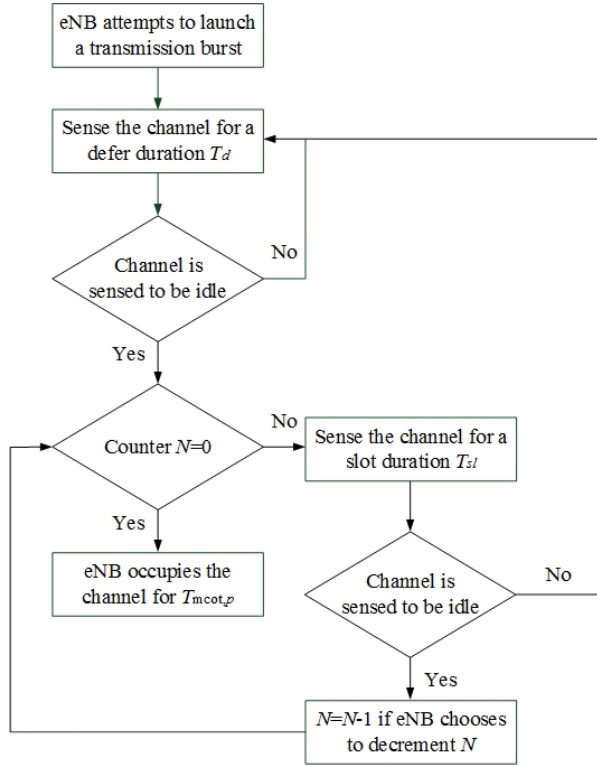 eNB attempts to launch
a transmission burst
Sense the channel for a
defer duration Td
No
Channel is
sensed to be idle
Yes
Counter N=0
No
Sense the channel for a
slot duration Tsl
Yes
eNB occupies the
channel for Tmcot,p
Channel is
sensed to be idle
No
Yes
N=N-1 if eNB chooses
to decrement N